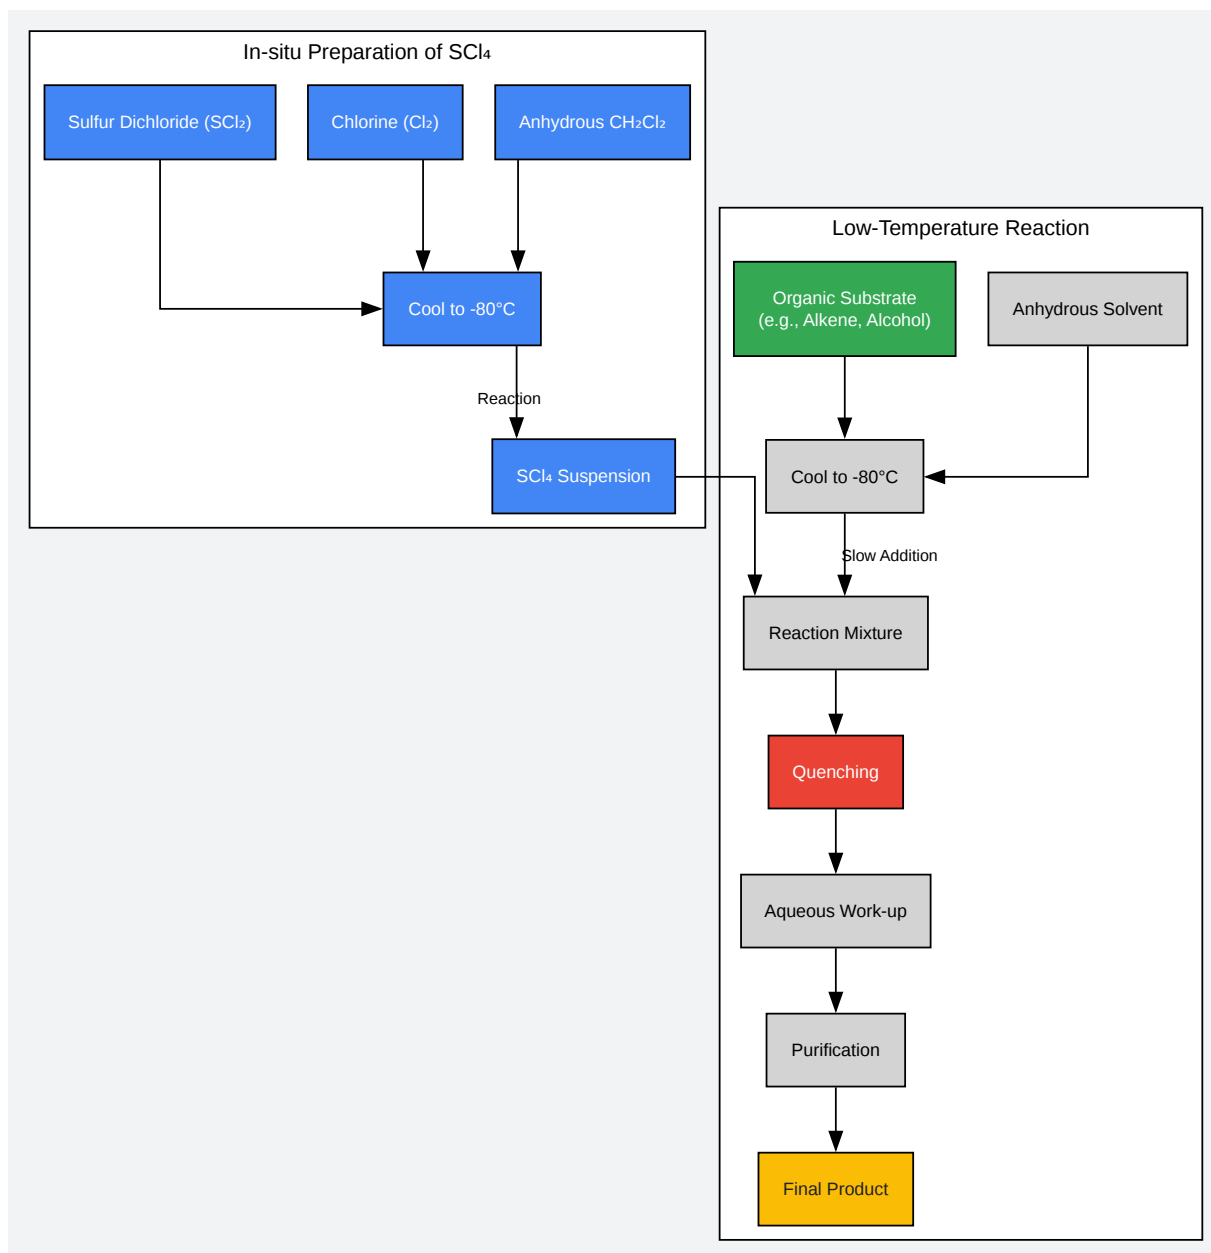 In-situ Preparation of SCl₄
Sulfur Dichloride (SCl₂)
Chlorine (Cl₂)
Anhydrous CH₂Cl₂
Cool to -80°C
Reaction
SCl₄ Suspension
Low-Temperature Reaction
Organic Substrate
(e.g., Alkene, Alcohol)
Anhydrous Solvent
Cool to -80°C
Slow Addition
Reaction Mixture
Quenching
Aqueous Work-up
Purification
Final Product